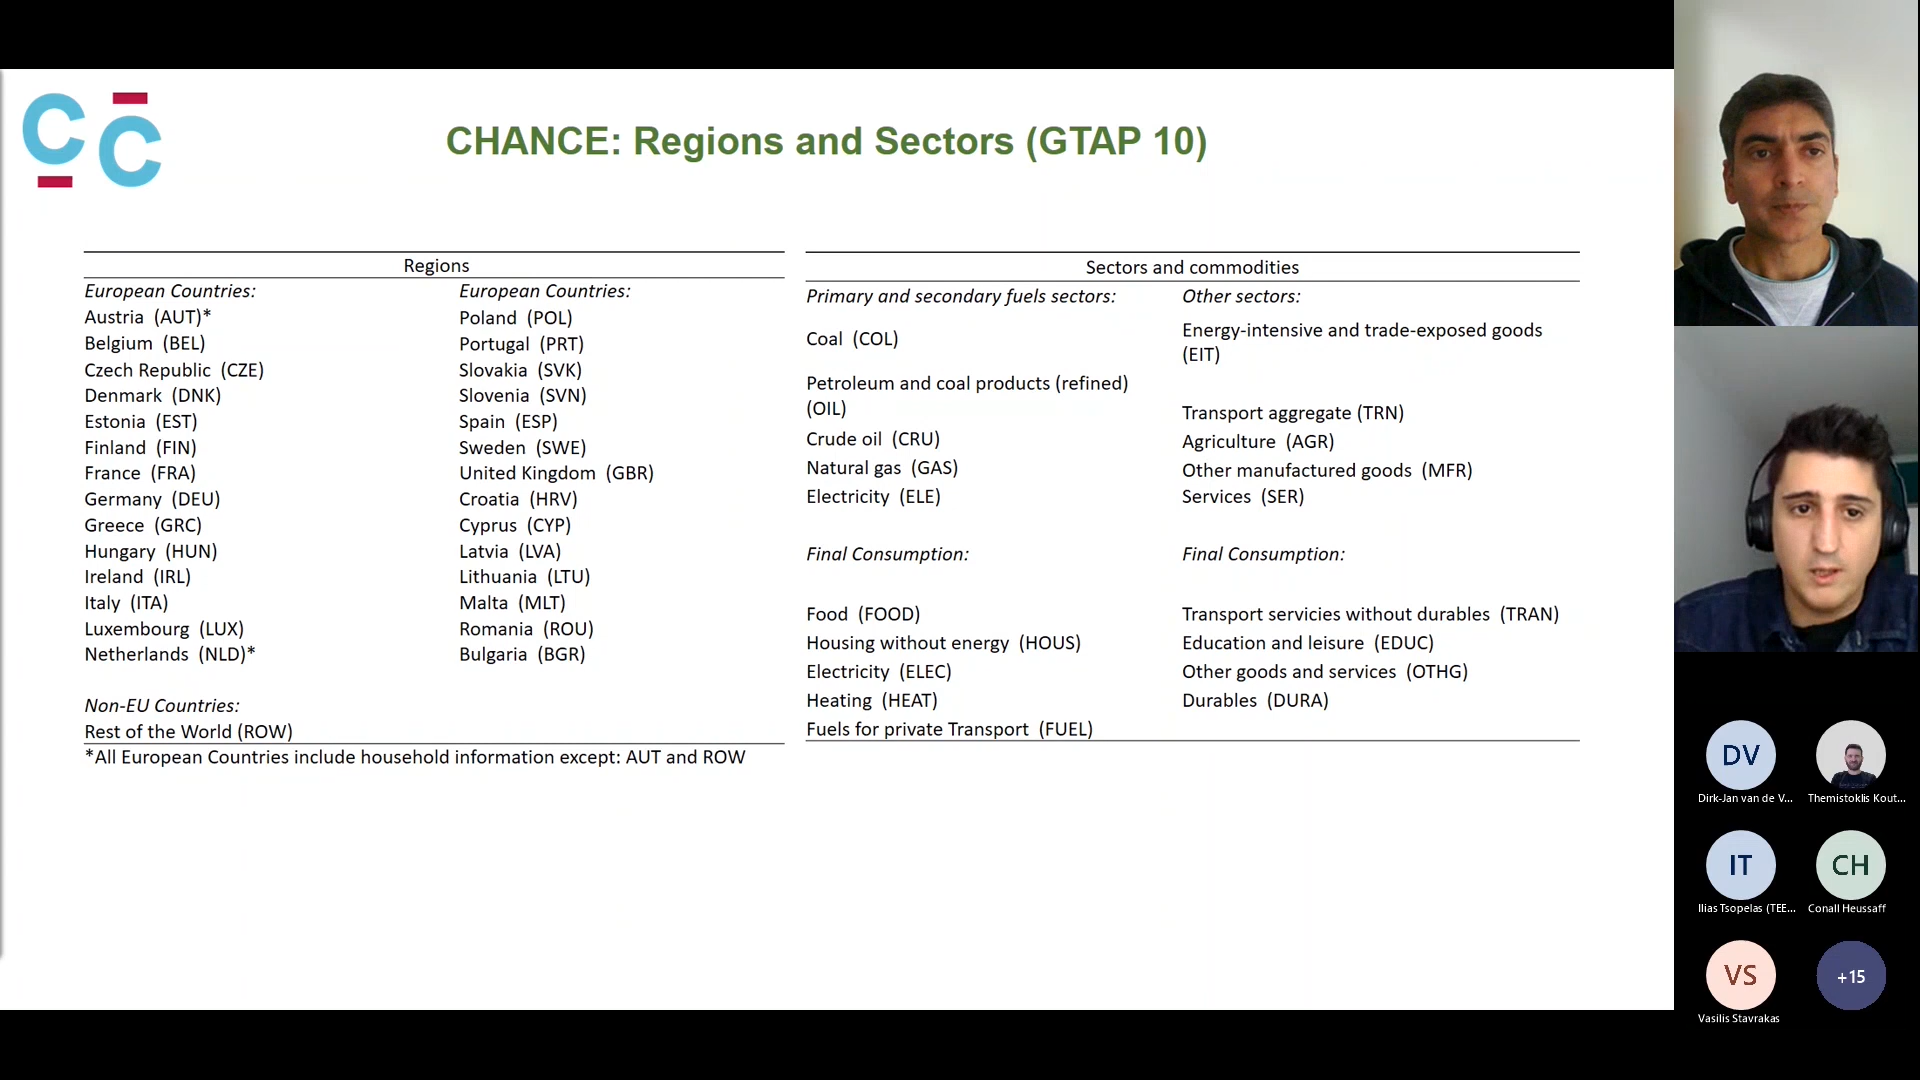 CC
CHANCE: Regions and Sectors (GTAP 10)
Regions
European Countries:
Austria (AUT)*
Belgium (BEL)
Czech Republic (CZE)
Denmark (DNK)
Estonia (EST)
Finland (FIN)
France (FRA)
Germany (DEU)
Greece (GRC)
Hungary (HUN)
Ireland (IRL)
Italy (ITA)
Luxembourg (LUX)
Netherlands (NLD)*
European Countries:
Poland (POL)
Portugal (PRT)
Slovakia (SVK)
Slovenia (SVN)
Spain (ESP)
Sweden (SWE)
United Kingdom (GBR)
Croatia (HRV)
Cyprus (CYP)
Latvia (LVA)
Lithuania (LTU)
Malta (MLT)
Romania (ROU)
Bulgaria (BGR)
Non-EU Countries:
Rest of the World (ROW)
*All European Countries include household information except: AUT and ROW
Sectors and commodities
Primary and secondary fuels sectors:
Coal (COL)
Petroleum and coal products (refined)
(OIL)
Crude oil (CRU)
Natural gas (GAS)
Electricity (ELE)
Other sectors:
Energy-intensive and trade-exposed goods
(EIT)
Transport aggregate (TRN)
Agriculture (AGR)
Other manufactured goods (MFR)
Services (SER)
Final Consumption:
Food (FOOD)
Housing without energy (HOUS)
Electricity (ELEC)
Heating (HEAT)
Fuels for private Transport (FUEL)
Final Consumption:
Transport servicies without durables (TRAN)
Education and leisure (EDUC)
Other goods and services (OTHG)
Durables (DURA)
DV
Dirk-Jan van de V...
Themistoklis Kout...
IT
Ilias Tsopelas (TEE...
CH
Conall Heussaff
VS
Vasilis Stavrakas
+15